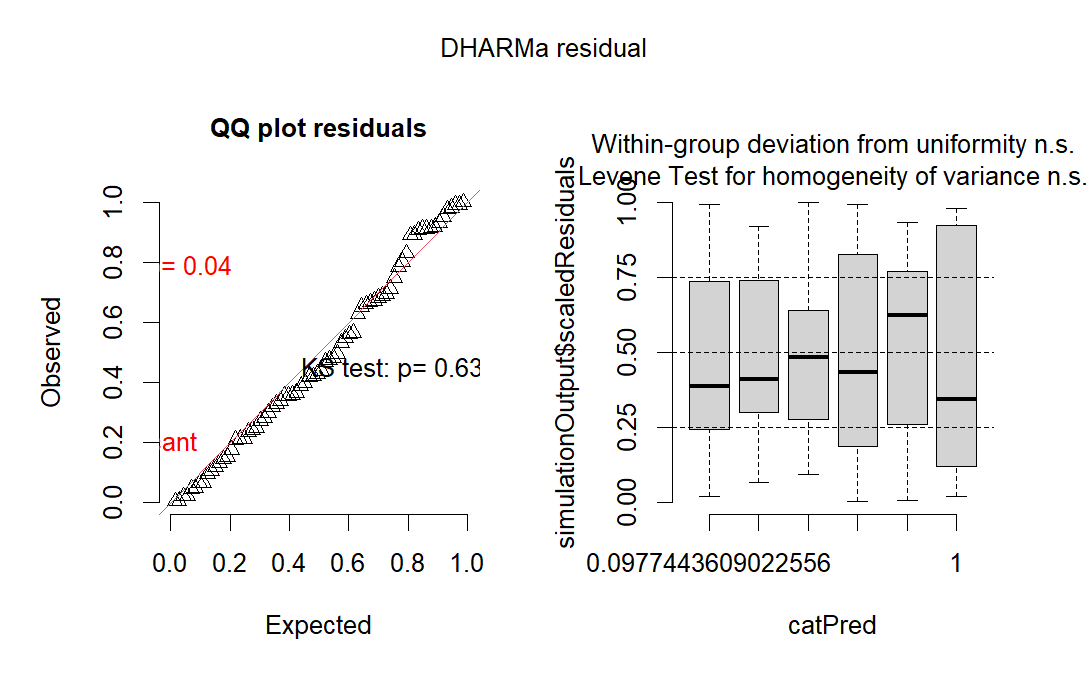 DHARMa residual
QQ plot residuals
Observed
0.0 0.2 0.4 0.6 0.8 1.0
= 0.04
KS test: p= 0.63
ant
0.0 0.2 0.4 0.6 0.8 1.0
Expected
Within-group deviation from uniformity n.s.
Levene Test for homogeneity of variance n.s.
simulationOutput$scaledResiduals
0.00 0.25 0.50 0.75 1.00
0.0977443609022556 1
catPred